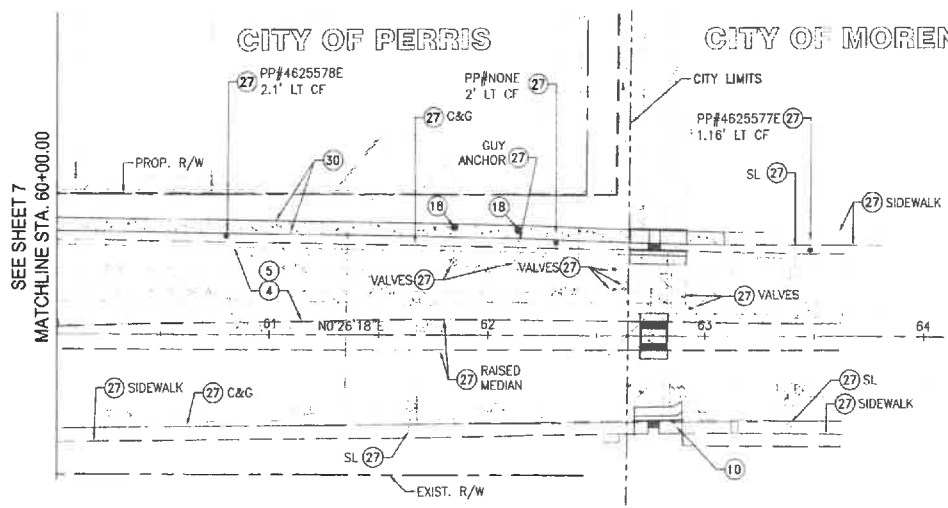 CITY OF PERRIS
CITY OF MOREN
SEE SHEET 7
MATCHLINE STA. 60+00.00
27 PP#4625578E
2.1' LT CF
PP#NONE 27
2' LT CF
CITY LIMITS
27 C&G
PP#4625577E 27
1.16' LT CF
GUY
ANCHOR 27
PROP. R/W
30
SL 27
27 SIDEWALK
18
18
5
4
VALVES 27
VALVES 27
27 VALVES
61
N0°26'18"E
62
63
64
27 RAISED
MEDIAN
27 SIDEWALK
27 C&G
27 SL
27 SIDEWALK
SL 27
10
EXIST. R/W